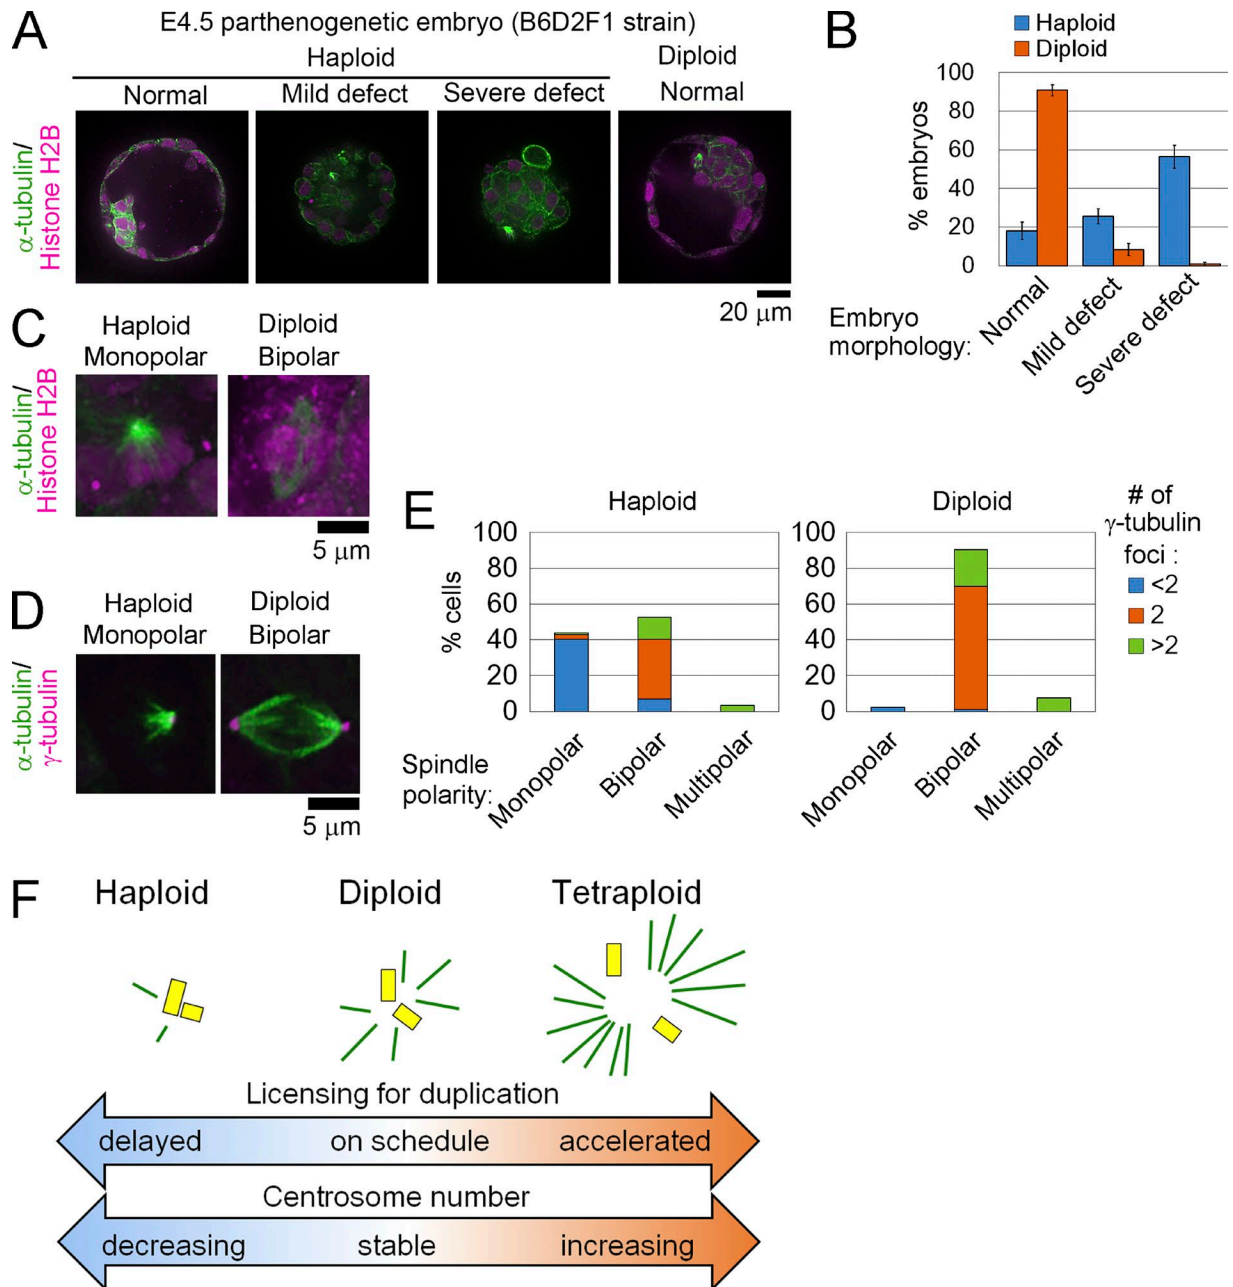 A
E4.5 parthenogenetic embryo (B6D2F1 strain)
Haploid
Diploid
Normal
Mild defect
Severe defect
Normal
α-tubulin/
Histone H2B
20 μm
B
Haploid
Diploid
% embryos
100
80
60
40
20
0
Embryo
morphology:
Normal
Mild defect
Severe defect
C
Haploid
Monopolar
Diploid
Bipolar
α-tubulin/
Histone H2B
5 μm
D
Haploid
Monopolar
Diploid
Bipolar
α-tubulin/
γ-tubulin
5 μm
E
Haploid
% cells
100
80
60
40
20
0
Diploid
100
80
60
40
20
0
# of
γ-tubulin
foci :
<2
2
>2
Spindle
polarity:
Monopolar
Bipolar
Multipolar
Monopolar
Bipolar
Multipolar
F
Haploid
Diploid
Tetraploid
Licensing for duplication
delayed
on schedule
accelerated
Centrosome number
decreasing
stable
increasing